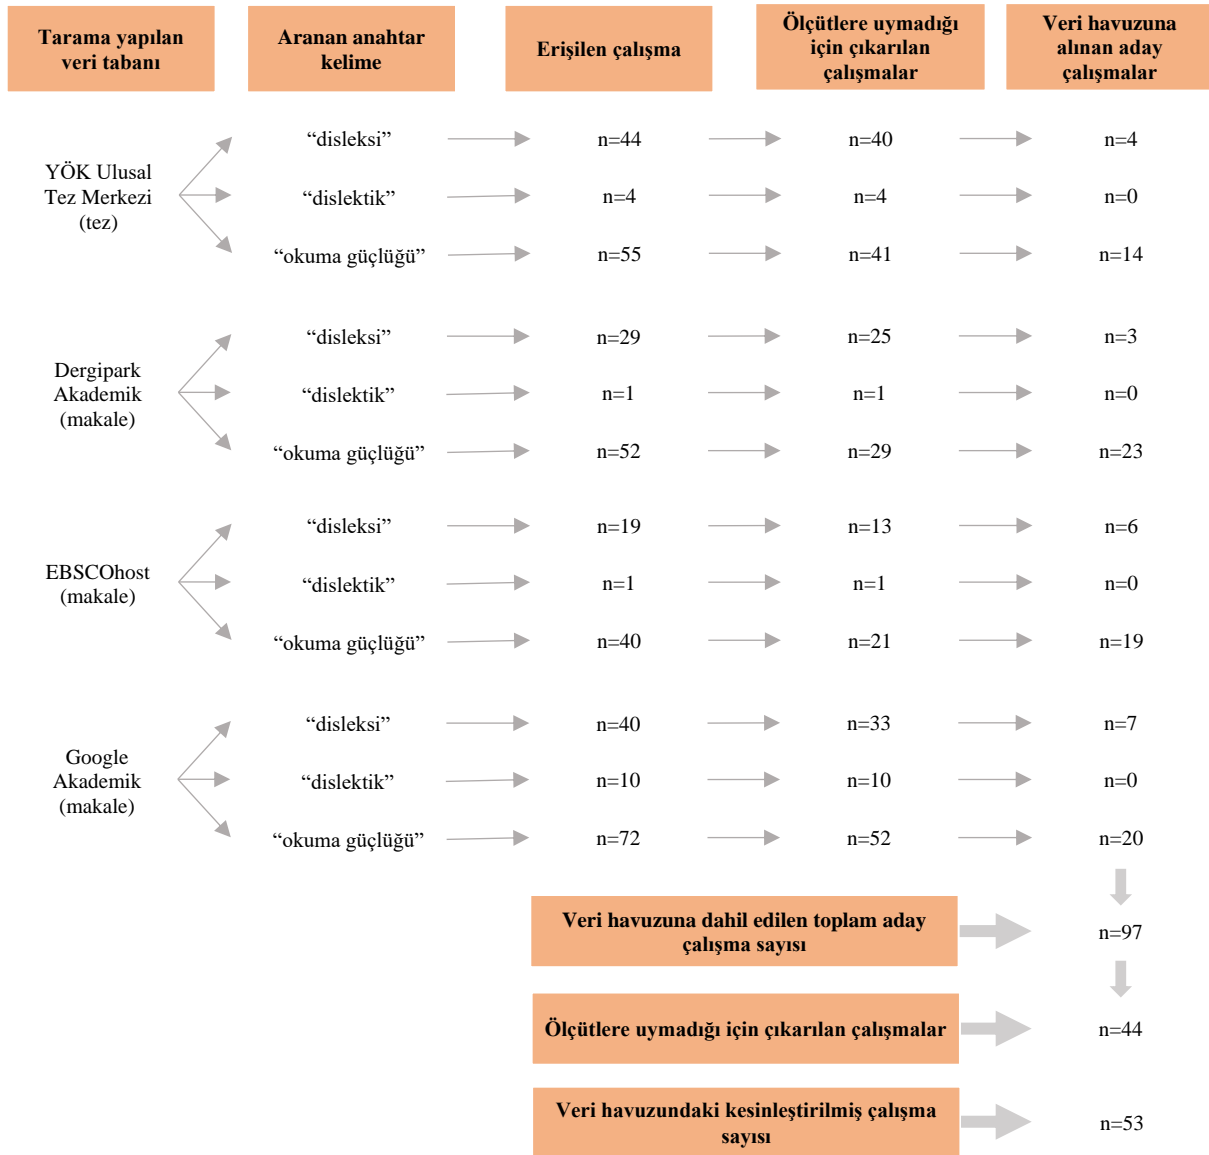 Tarama yapılan
veri tabanı
Aranan anahtar
kelime
Erişilen çalışma
Ölçütlere uymadığı
için çıkarılan
çalışmalar
Veri havuzuna
alınan aday
çalışmalar
YÖK Ulusal
Tez Merkezi
(tez)
“disleksi”
n=44
n=40
n=4
“dislektik”
n=4
n=4
n=0
“okuma güçlüğü”
n=55
n=41
n=14
Dergipark
Akademik
(makale)
“disleksi”
n=29
n=25
n=3
“dislektik”
n=1
n=1
n=0
“okuma güçlüğü”
n=52
n=29
n=23
EBSCOhost
(makale)
“disleksi”
n=19
n=13
n=6
“dislektik”
n=1
n=1
n=0
“okuma güçlüğü”
n=40
n=21
n=19
Google
Akademik
(makale)
“disleksi”
n=40
n=33
n=7
“dislektik”
n=10
n=10
n=0
“okuma güçlüğü”
n=72
n=52
n=20
Veri havuzuna dahil edilen toplam aday
çalışma sayısı
n=97
Ölçütlere uymadığı için çıkarılan çalışmalar
n=44
Veri havuzundaki kesinleştirilmiş çalışma
sayısı
n=53